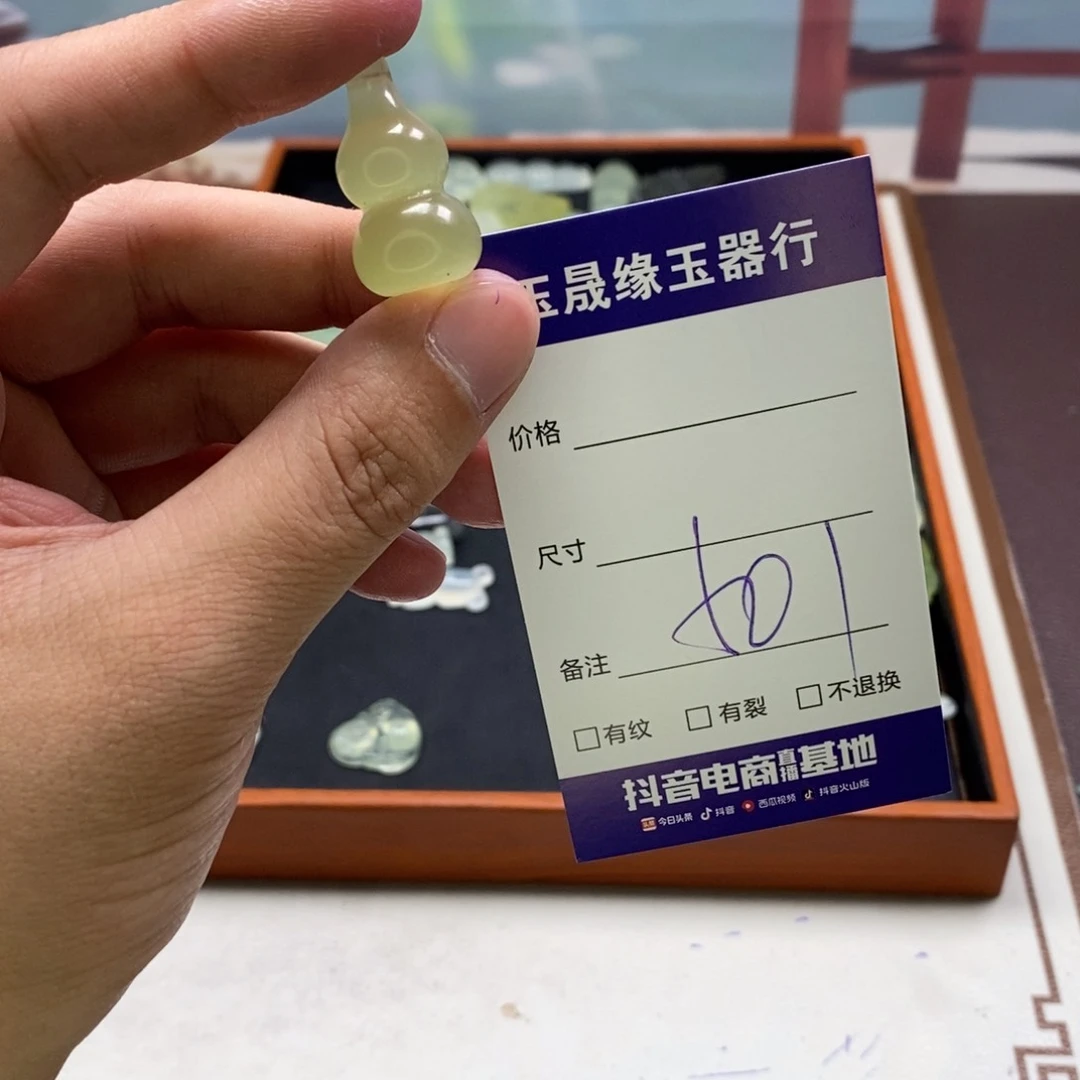 玉晟缘玉器行
价格
尺寸
备注
有纹 有裂 不退换
抖音电商直播基地
今日头条 抖音 西瓜视频 抖音火山版